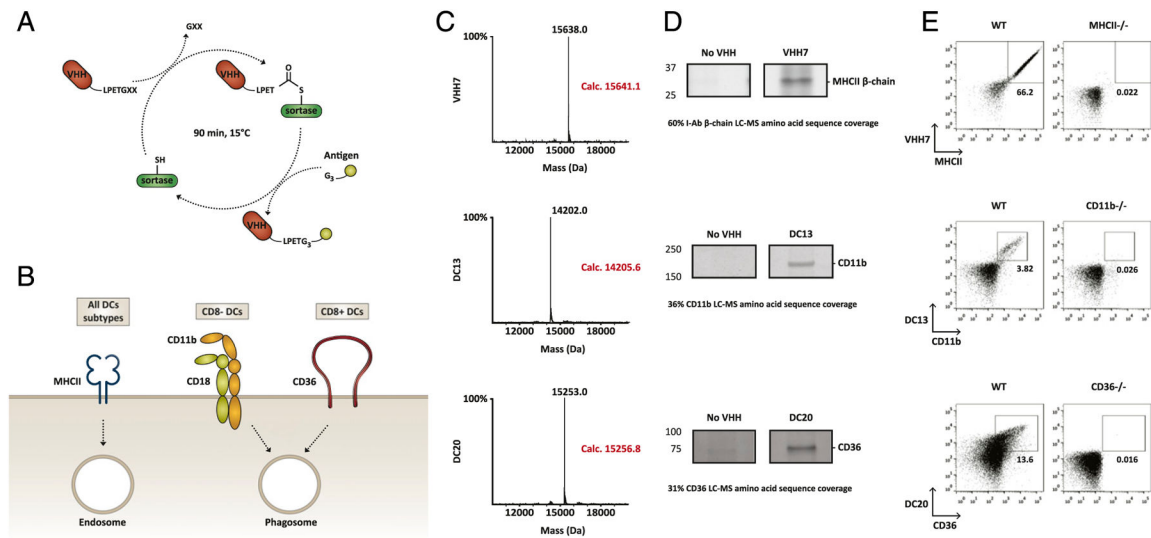 A
GXX
VHH
LPETGXX
VHH
LPET
O
S
sortase
90 min, 15°C
SH
sortase
Antigen
G3
VHH
LPETG3
B
All DCs
subtypes
CD8- DCs
CD8+ DCs
CD11b
MHCII
CD18
CD36
Endosome
Phagosome
C
VHH7
100%
15638.0
Calc. 15641.1
12000 15000 18000
Mass (Da)
DC13
100%
14202.0
Calc. 14205.6
12000 15000 18000
Mass (Da)
DC20
100%
15253.0
Calc. 15256.8
12000 15000 18000
Mass (Da)
D
No VHH VHH7
37
25
MHCII β-chain
60% I-Ab β-chain LC-MS amino acid sequence coverage
No VHH DC13
250
150
CD11b
36% CD11b LC-MS amino acid sequence coverage
No VHH DC20
100
75
CD36
31% CD36 LC-MS amino acid sequence coverage
E
WT MHCII-/-
66.2 0.022
VHH7
MHCII
WT CD11b-/-
3.82 0.026
DC13
CD11b
WT CD36-/-
13.6 0.016
DC20
CD36